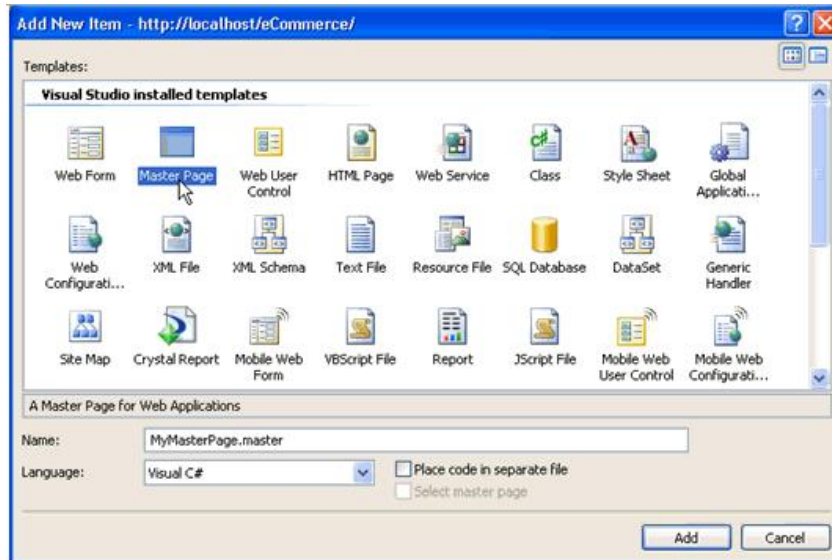 Add New Item - http://localhost/eCommerce/
Templates:
Visual Studio installed templates
Web Form
Master Page
Web User Control
HTML Page
Web Service
Class
Style Sheet
Global Applicati...
Web Configurati...
XML File
XML Schema
Text File
Resource File
SQL Database
DataSet
Generic Handler
Site Map
Crystal Report
Mobile Web Form
VBScript File
Report
JScript File
Mobile Web User Control
Mobile Web Configurati...
A Master Page for Web Applications
Name: MyMasterPage.master
Language: Visual C# Place code in separate file
Select master page
Add Cancel